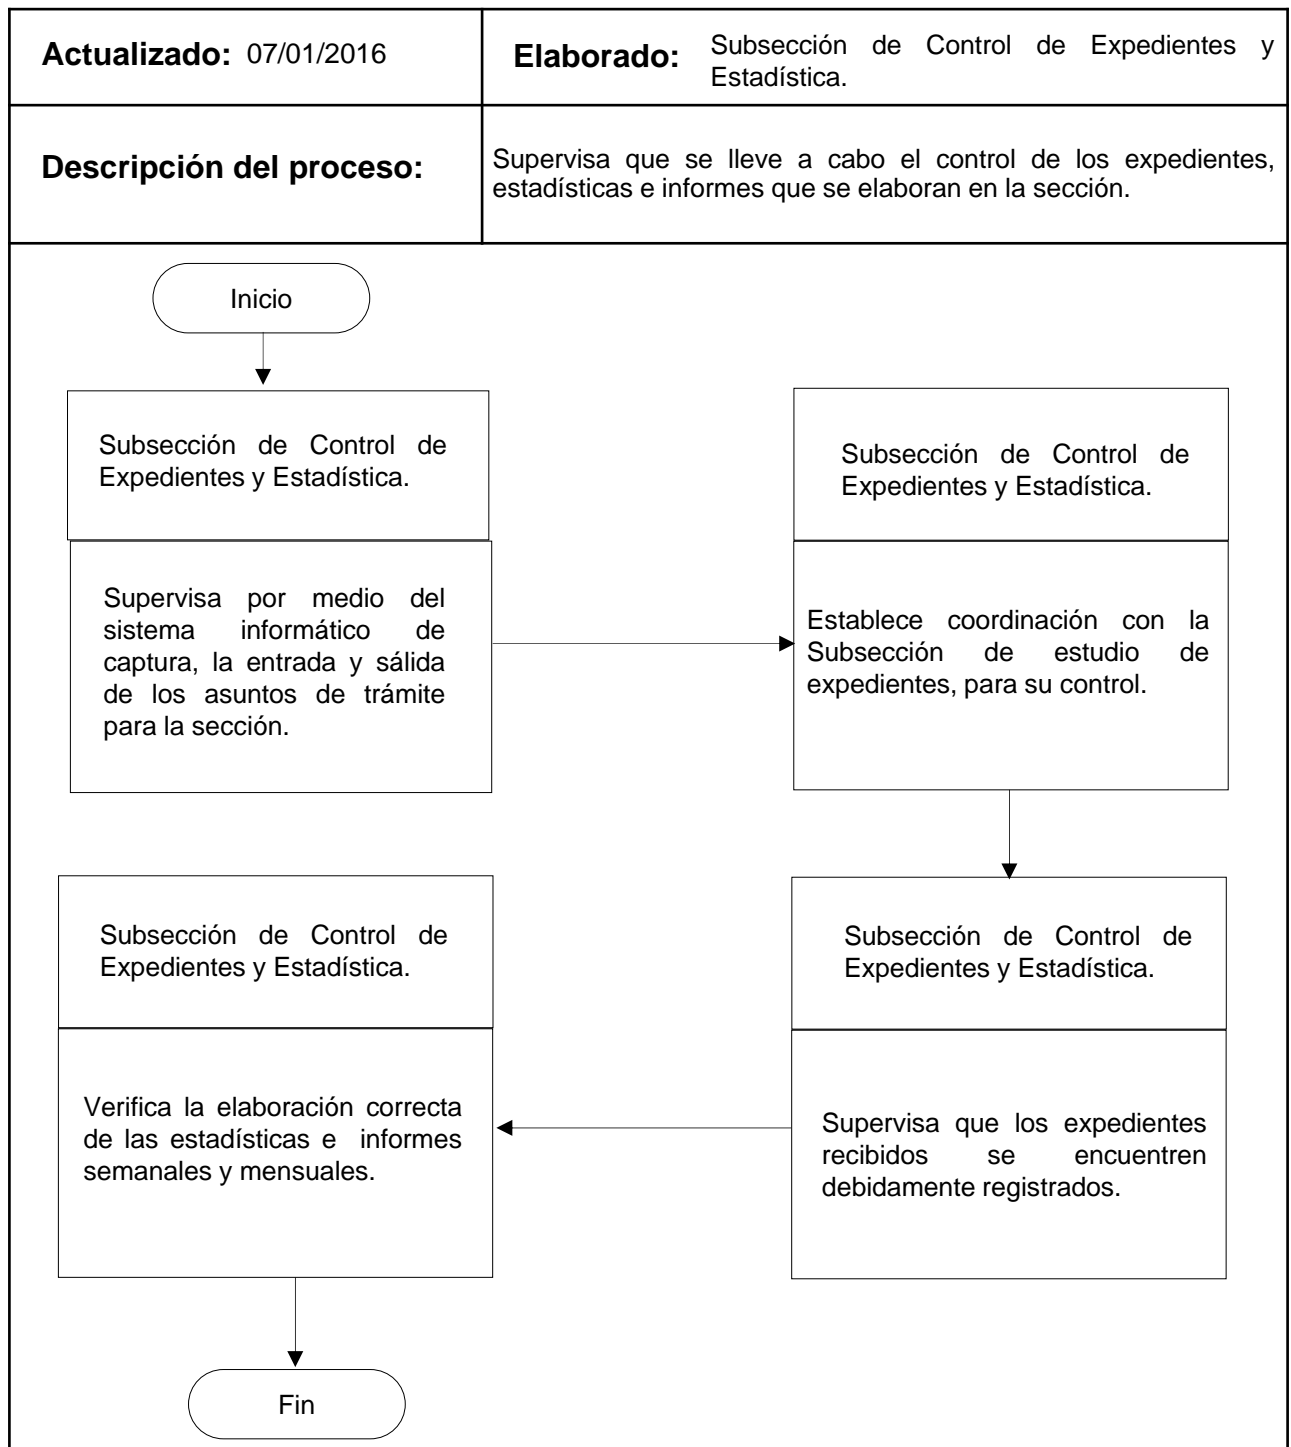 Actualizado: 07/01/2016
Elaborado: Subsección de Control de Expedientes y
Estadística.
Descripción del proceso:
Supervisa que se lleve a cabo el control de los expedientes,
estadísticas e informes que se elaboran en la sección.
Inicio
Subsección de Control de
Expedientes y Estadística.
Supervisa por medio del
sistema informático de
captura, la entrada y sálida
de los asuntos de trámite
para la sección.
Subsección de Control de
Expedientes y Estadística.
Establece coordinación con la
Subsección de estudio de
expedientes, para su control.
Subsección de Control de
Expedientes y Estadística.
Supervisa que los expedientes
recibidos se encuentren
debidamente registrados.
Subsección de Control de
Expedientes y Estadística.
Verifica la elaboración correcta
de las estadísticas e informes
semanales y mensuales.
Fin